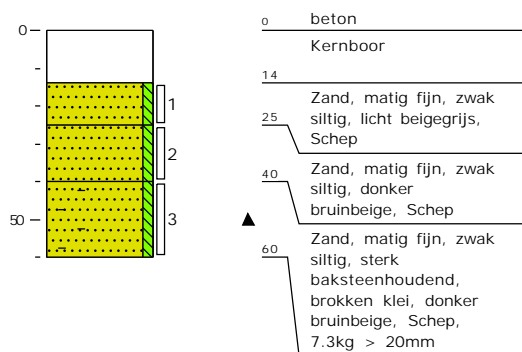 0
50
1
2
3
0
beton
Kernboor
14
Zand, matig fijn, zwak
siltig, licht beigegrijs,
Schep
25
Zand, matig fijn, zwak
siltig, donker
bruinbeige, Schep
40
Zand, matig fijn, zwak
siltig, sterk
baksteenhoudend,
brokken klei, donker
bruinbeige, Schep,
7.3kg > 20mm
60